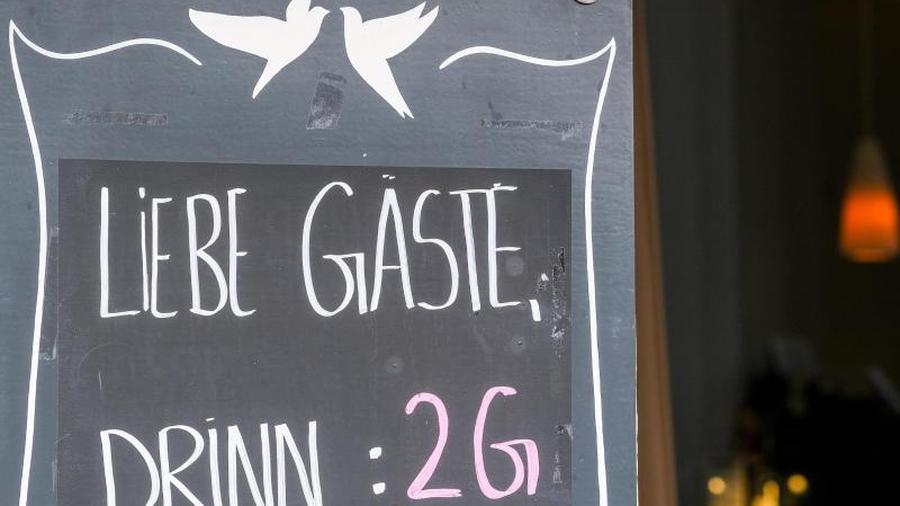 LiEBE GÄSTE,
DRiNN : 2G